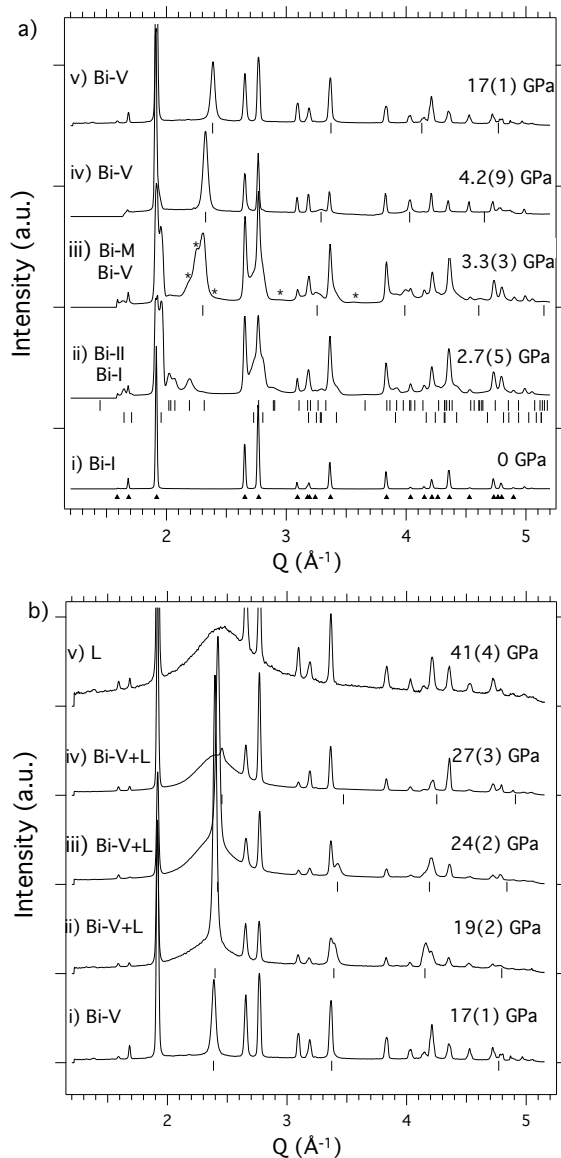 a)
v) Bi-V
17(1) GPa
iv) Bi-V
4.2(9) GPa
iii) Bi-M
Bi-V
3.3(3) GPa
*
*
*
*
*
ii) Bi-II
Bi-I
2.7(5) GPa
i) Bi-I
0 GPa
Intensity (a.u.)
2 3 4 5
Q (Å-1)
b)
v) L
41(4) GPa
iv) Bi-V+L
27(3) GPa
iii) Bi-V+L
24(2) GPa
ii) Bi-V+L
19(2) GPa
i) Bi-V
17(1) GPa
Intensity (a.u.)
2 3 4 5
Q (Å-1)